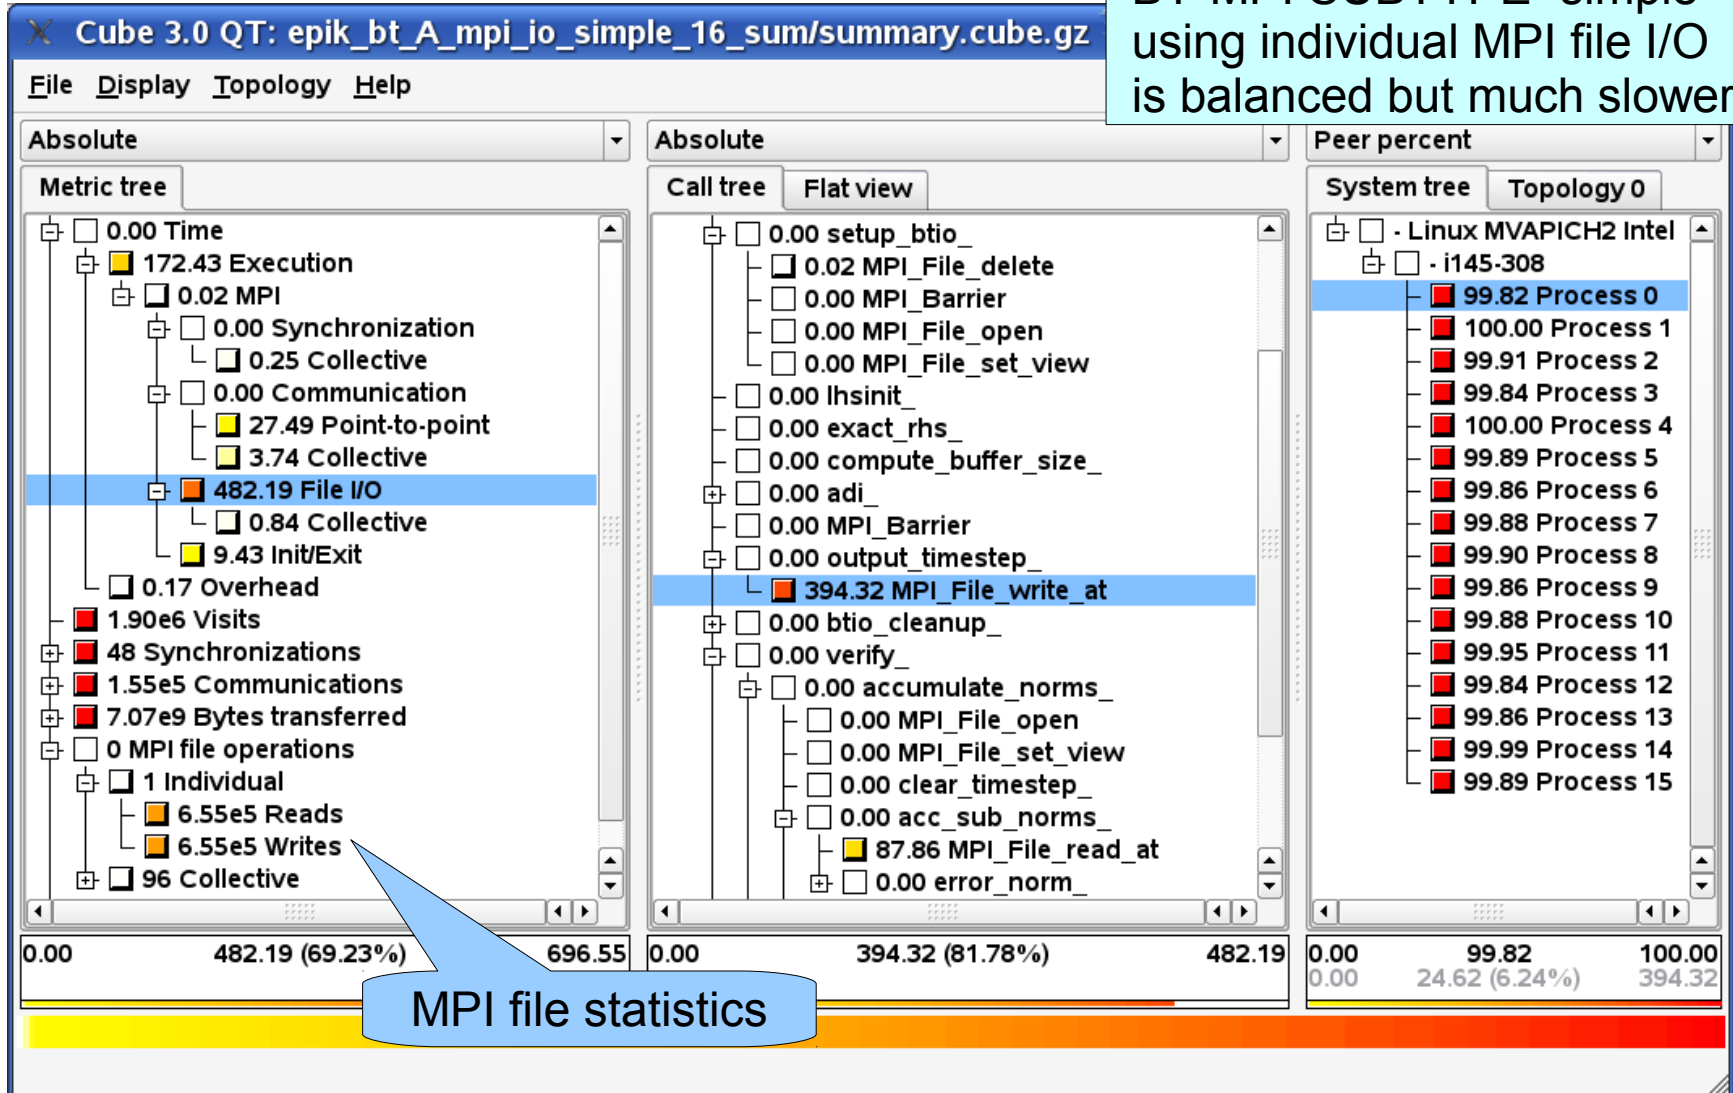 Cube 3.0 QT: epik_bt_A_mpi_io_simple_16_sum/summary.cube.gz
using individual MPI file I/O
is balanced but much slower
File Display Topology Help
Absolute
Metric tree
0.00 Time
172.43 Execution
0.02 MPI
0.00 Synchronization
0.25 Collective
0.00 Communication
27.49 Point-to-point
3.74 Collective
482.19 File I/O
0.84 Collective
9.43 Init/Exit
0.17 Overhead
1.90e6 Visits
48 Synchronizations
1.55e5 Communications
7.07e9 Bytes transferred
0 MPI file operations
1 Individual
6.55e5 Reads
6.55e5 Writes
96 Collective
0.00 482.19 (69.23%) 696.55
Absolute
Call tree Flat view
0.00 setup_btio_
0.02 MPI_File_delete
0.00 MPI_Barrier
0.00 MPI_File_open
0.00 MPI_File_set_view
0.00 lhsinit_
0.00 exact_rhs_
0.00 compute_buffer_size_
0.00 adi_
0.00 MPI_Barrier
0.00 output_timestep_
394.32 MPI_File_write_at
0.00 btio_cleanup_
0.00 verify_
0.00 accumulate_norms_
0.00 MPI_File_open
0.00 MPI_File_set_view
0.00 clear_timestep_
0.00 acc_sub_norms_
87.86 MPI_File_read_at
0.00 error_norm_
0.00 394.32 (81.78%) 482.19
Peer percent
System tree Topology 0
- Linux MVAPICH2 Intel
- i145-308
99.82 Process 0
100.00 Process 1
99.91 Process 2
99.84 Process 3
100.00 Process 4
99.89 Process 5
99.86 Process 6
99.88 Process 7
99.90 Process 8
99.86 Process 9
99.88 Process 10
99.95 Process 11
99.84 Process 12
99.86 Process 13
99.99 Process 14
99.89 Process 15
0.00 99.82 100.00
0.00 24.62 (6.24%) 394.32
MPI file statistics